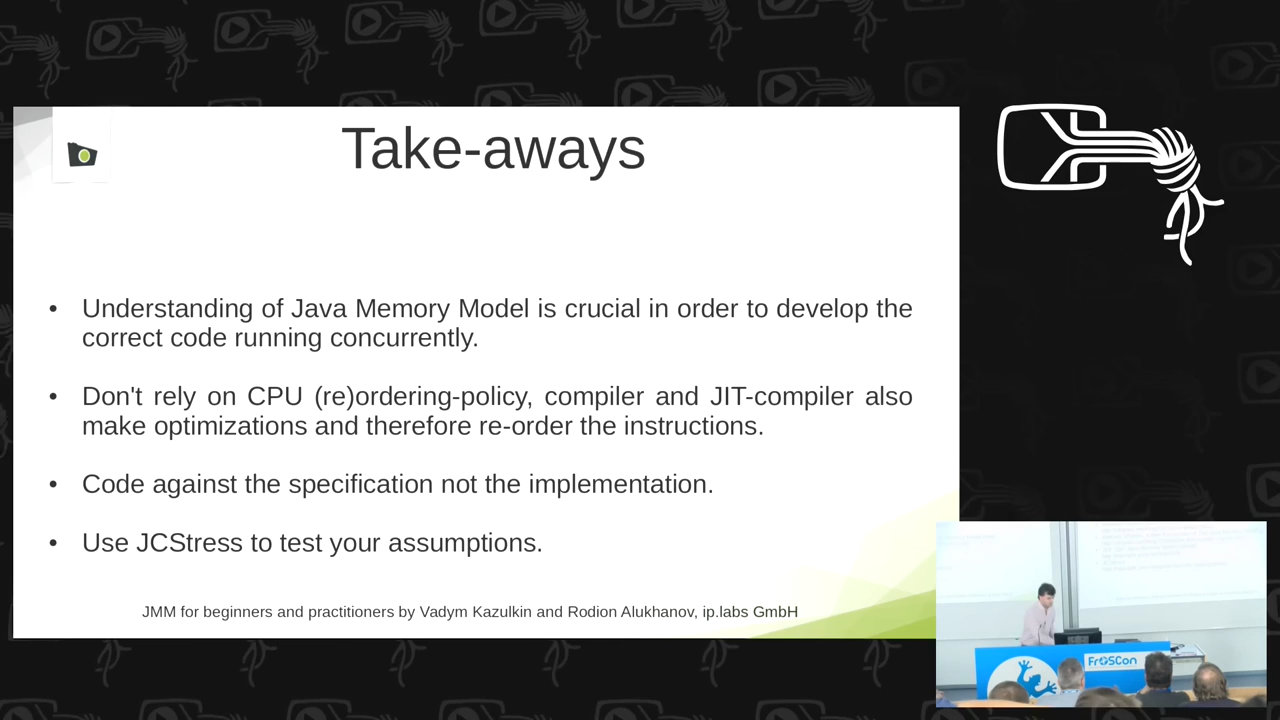 Take-aways
• Understanding of Java Memory Model is crucial in order to develop the
correct code running concurrently.
• Don't rely on CPU (re)ordering-policy, compiler and JIT-compiler also
make optimizations and therefore re-order the instructions.
• Code against the specification not the implementation.
• Use JCStress to test your assumptions.
JMM for beginners and practitioners by Vadym Kazulkin and Rodion Alukhanov, ip.labs GmbH
FrOSCon